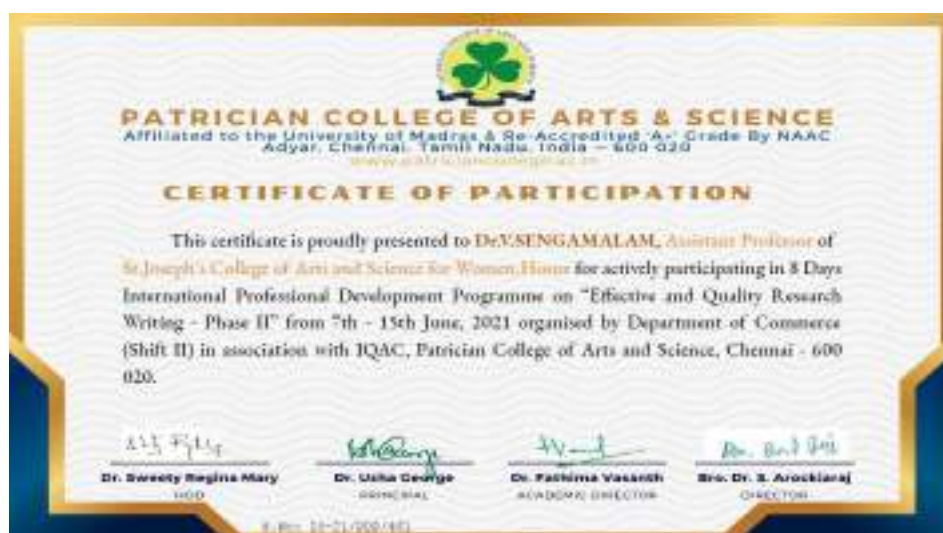 PATRICIAN COLLEGE OF ARTS & SCIENCE
Affiliated to the University of Madras & Re-Accredited 'A+' Grade By NAAC
Adyar, Chennai, Tamil Nadu, India – 600 020
CERTIFICATE OF PARTICIPATION
This certificate is proudly presented to Dr.V.SENGAMALAM, Assistant Professor of
St.Joseph's College of Arts and Science for Women,Hosur for actively participating in 8 Days
International Professional Development Programme on "Effective and Quality Research
Writing - Phase II" from 7th - 15th June, 2021 organised by Department of Commerce
(Shift II) in association with IQAC, Patrician College of Arts and Science, Chennai - 600
020.
Dr. Sweety Regina Mary Dr. Usha George Dr. Fathima Vasanth Bro. Dr. S. Arockiaraj
HOD PRINCIPAL ACADEMIC DIRECTOR DIRECTOR